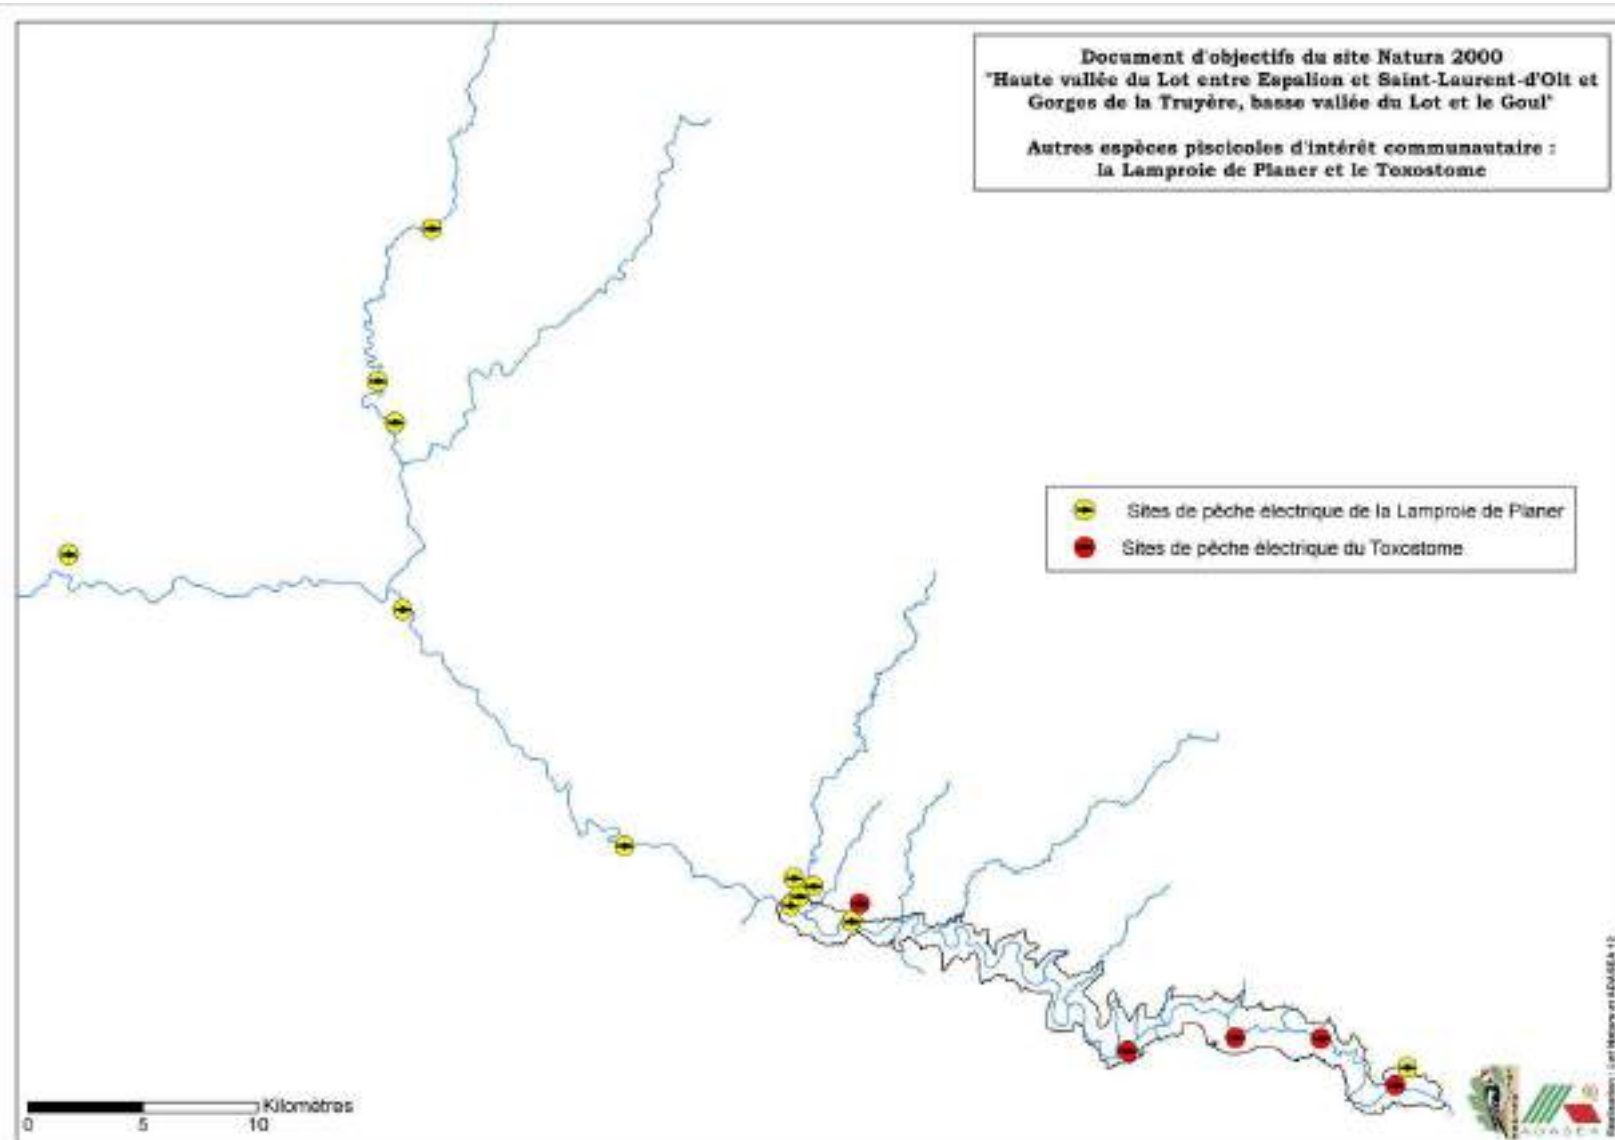 Document d'objectifs du site Natura 2000
"Haute vallée du Lot entre Espalion et Saint-Laurent-d'Olt et
Gorges de la Truyère, basse vallée du Lot et le Goul"
Autres espèces piscicoles d'intérêt communautaire :
la Lamproie de Planer et le Toxostome
Sites de pêche électrique de la Lamproie de Planer
Sites de pêche électrique du Toxostome
Kilomètres
0 5 10
ADASEA